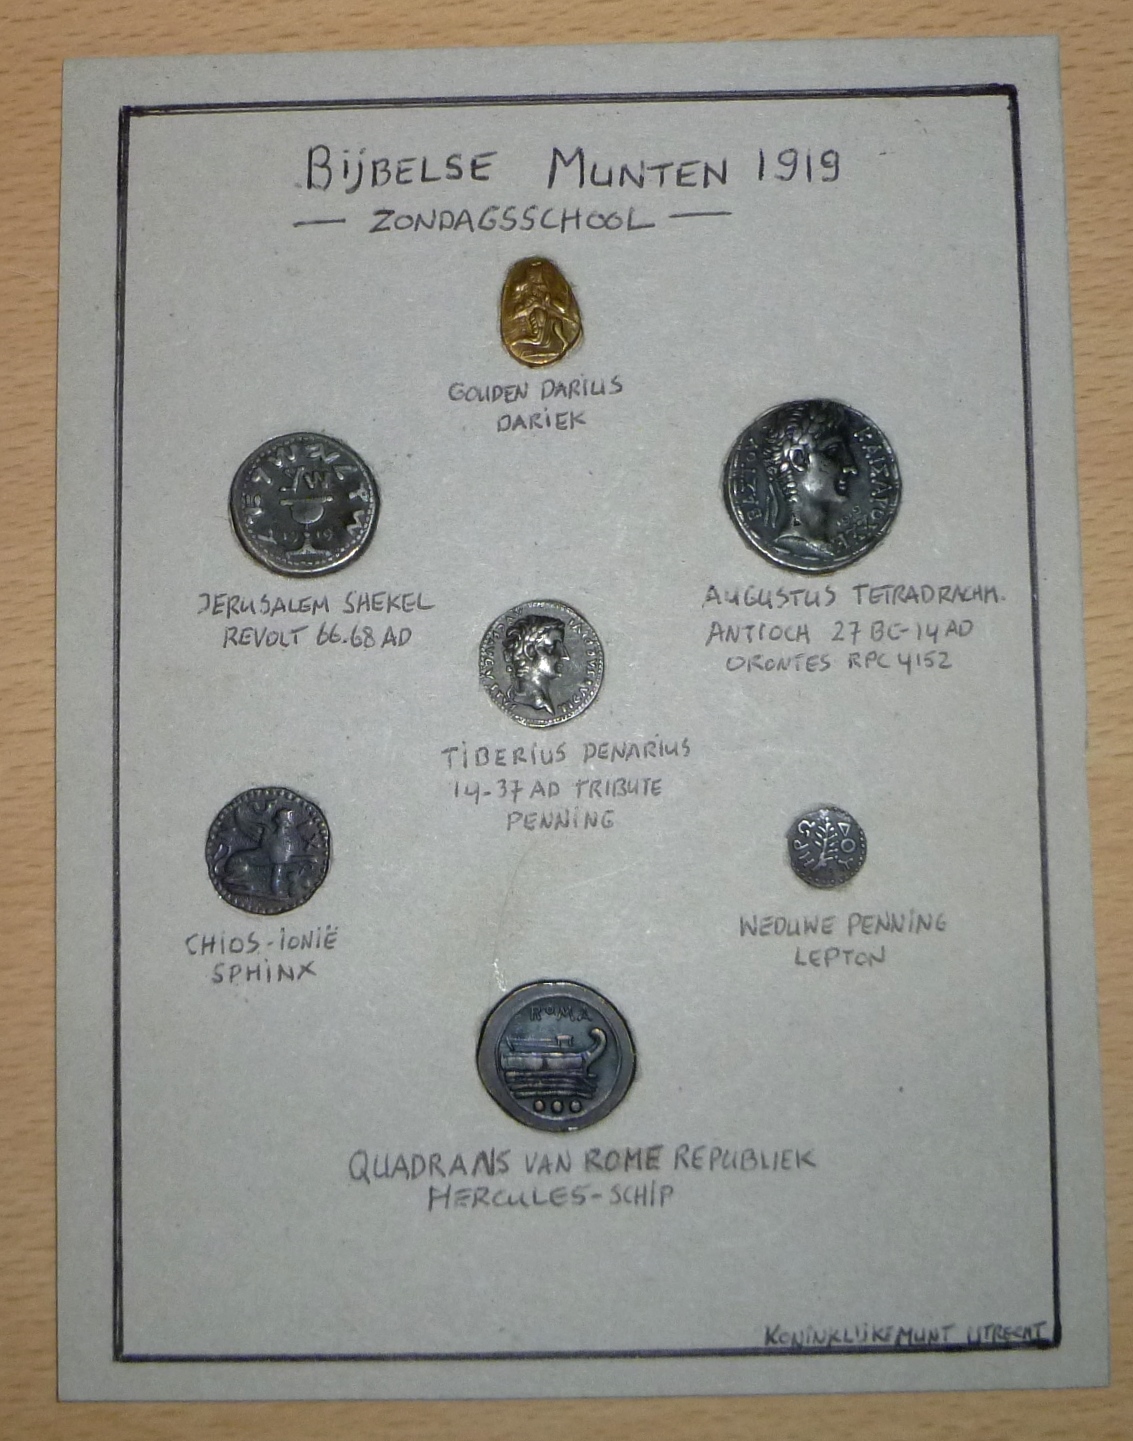 BIJBELSE MUNTEN 1919
— ZONDAGSSCHOOL —
GOUDEN DARIUS
DARIEK
JERUSALEM SHEKEL
REVOLT 66.68 AD
AUGUSTUS TETRADRACHM.
ANTIOCH 27 BC-14 AD
ORONTES RPC 4152
TIBERIUS DENARIUS
14-37 AD TRIBUTE
PENNING
CHIOS-IONIË
SPHINX
HPW
ΔOY
WEDUWE PENNING
LEPTON
ROMA
QUADRANS VAN ROME REPUBLIEK
HERCULES-SCHIP
KONINKLIJKE MUNT UTRECHT